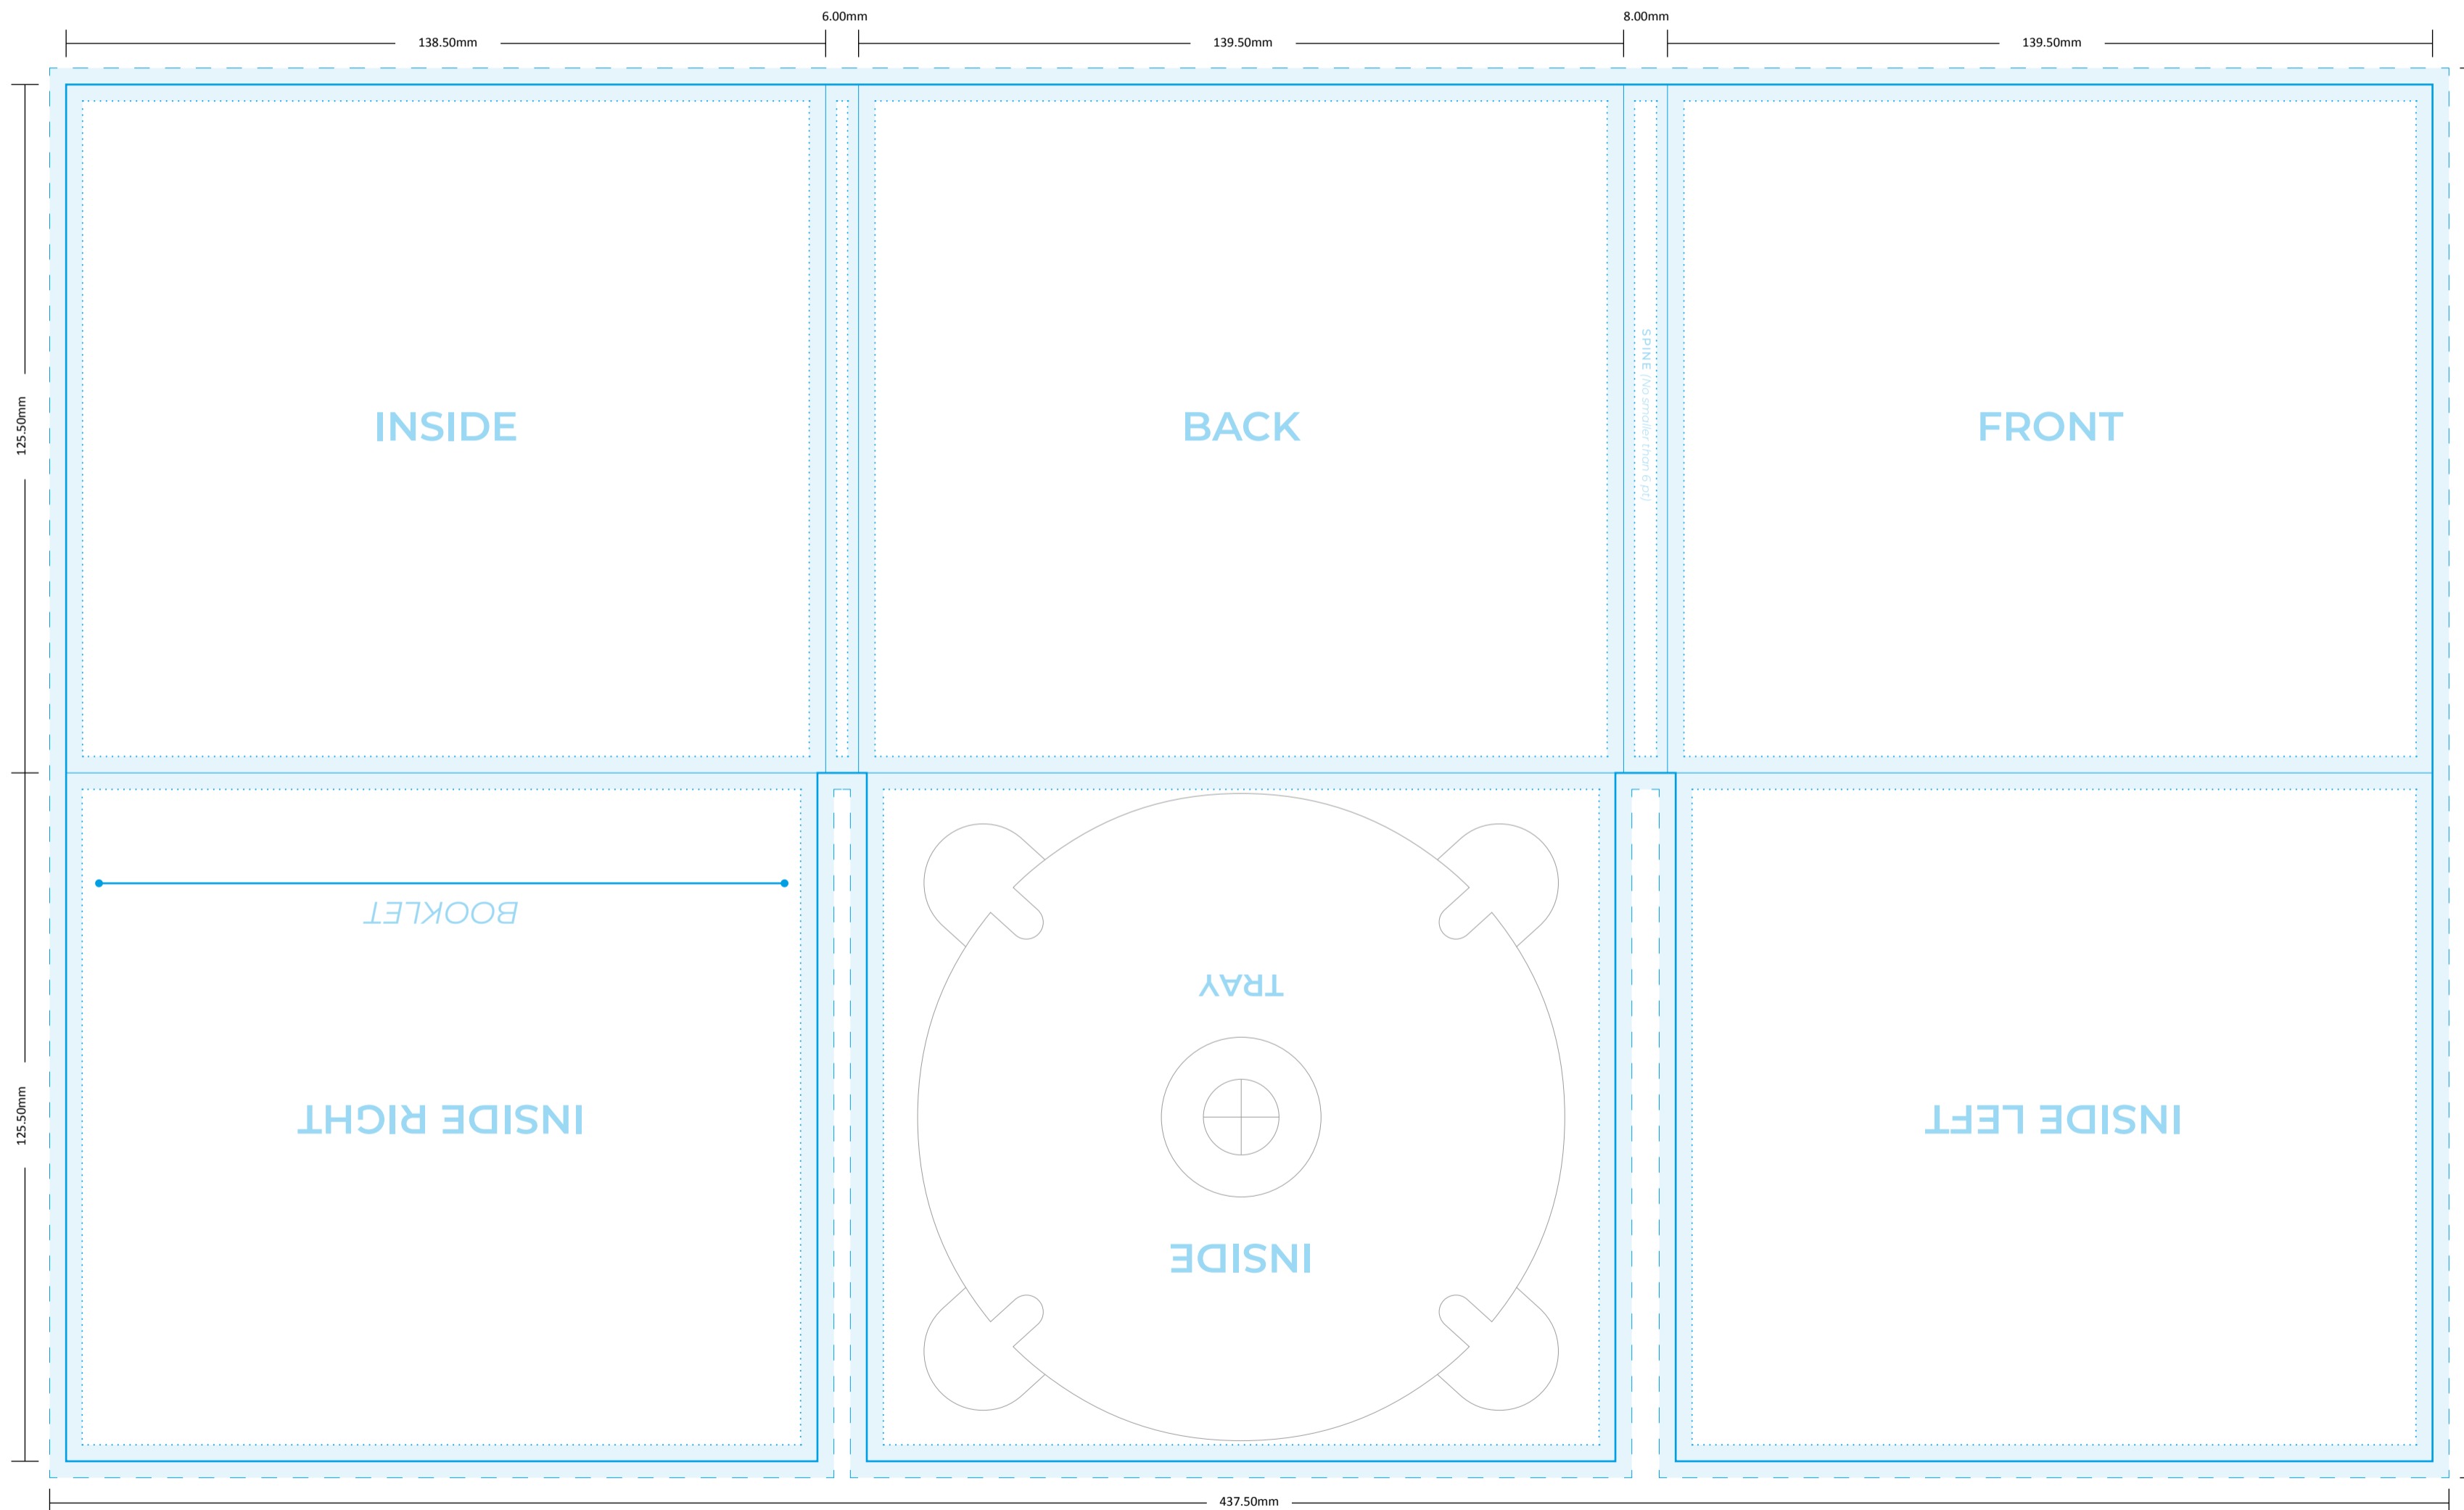 6.00mm
8.00mm
138.50mm
139.50mm
139.50mm
125.50mm
INSIDE
BACK
SPINE (No smaller than 6 pt)
FRONT
BOOKLET
TRAY
125.50mm
INSIDE RIGHT
INSIDE LEFT
INSIDE
437.50mm